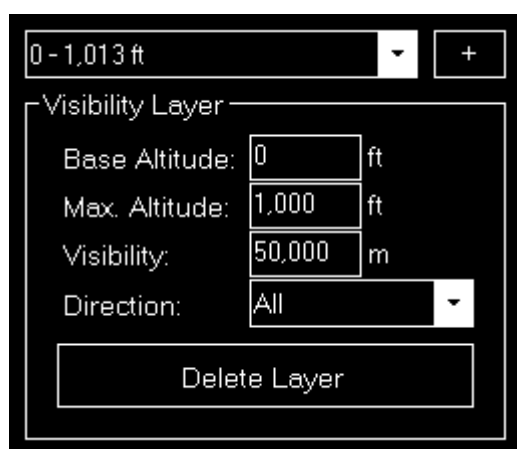 0 - 1,013 ft +
Visibility Layer
Base Altitude: 0 ft
Max. Altitude: 1,000 ft
Visibility: 50,000 m
Direction: All
Delete Layer